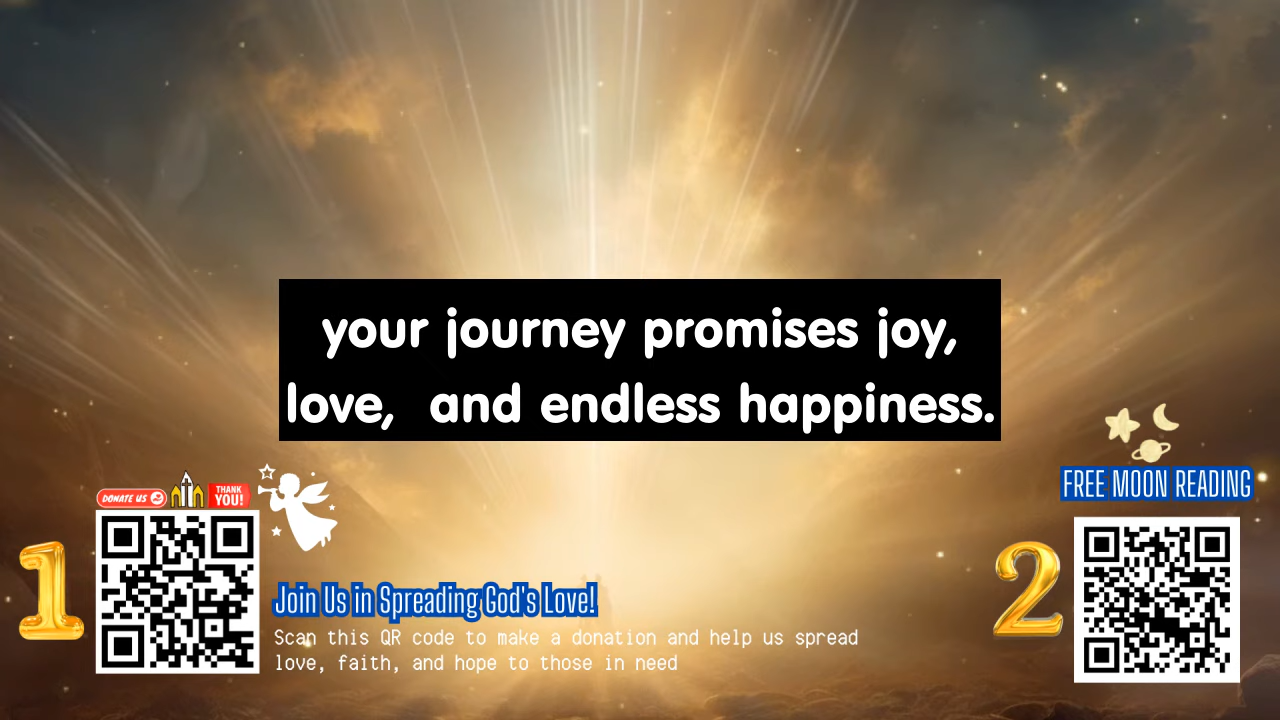 your journey promises joy,
love, and endless happiness.
FREE MOON READING
DONATE US
THANK
YOU!
1
2
Join Us in Spreading God's Love!
Scan this QR code to make a donation and help us spread
love, faith, and hope to those in need